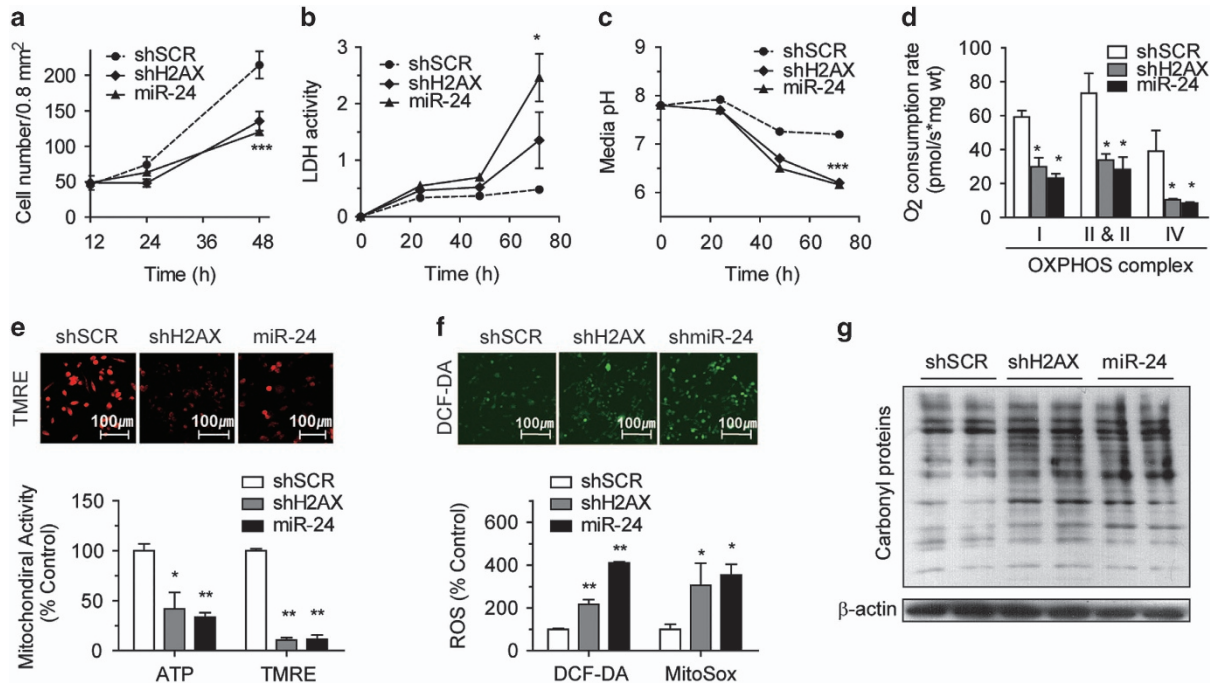 a
Cell number/0.8 mm²
200
150
100
50
0
12 24 36 48
Time (h)
shSCR
shH2AX
miR-24
***
b
LDH activity
3
2
1
0
0 20 40 60 80
Time (h)
shSCR
shH2AX
miR-24
*
c
Media pH
9
8
7
6
0 20 40 60 80
Time (h)
shSCR
shH2AX
miR-24
***
d
O₂ consumption rate
(pmol/s*mg wt)
100
80
60
40
20
0
shSCR
shH2AX
miR-24
* *
* *
* *
I II & II IV
OXPHOS complex
e
shSCR shH2AX miR-24
TMRE
100μm 100μm 100μm
shSCR
shH2AX
miR-24
Mitochondiral Activity
(% Control)
150
100
50
0
* **
** **
ATP TMRE
f
shSCR shH2AX shmiR-24
DCF-DA
100μm 100μm 100μm
shSCR
shH2AX
miR-24
ROS (% Control)
800
600
400
200
0
** **
* *
DCF-DA MitoSox
g
shSCR shH2AX miR-24
Carbonyl proteins
β-actin